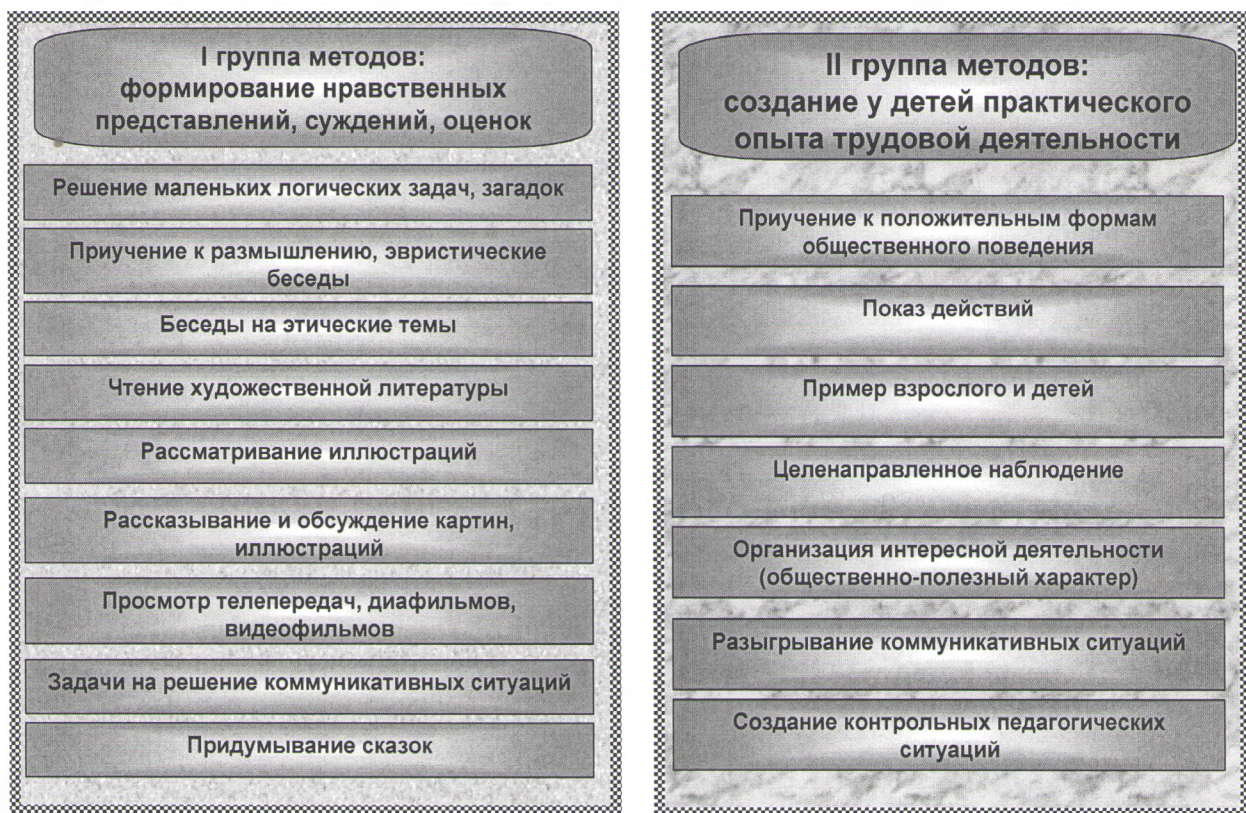 I группа методов:
формирование нравственных
представлений, суждений, оценок
Решение маленьких логических задач, загадок
Приучение к размышлению, эвристические
беседы
Беседы на этические темы
Чтение художественной литературы
Рассматривание иллюстраций
Рассказывание и обсуждение картин,
иллюстраций
Просмотр телепередач, диафильмов,
видеофильмов
Задачи на решение коммуникативных ситуаций
Придумывание сказок
II группа методов:
создание у детей практического
опыта трудовой деятельности
Приучение к положительным формам
общественного поведения
Показ действий
Пример взрослого и детей
Целенаправленное наблюдение
Организация интересной деятельности
(общественно-полезный характер)
Разыгрывание коммуникативных ситуаций
Создание контрольных педагогических
ситуаций